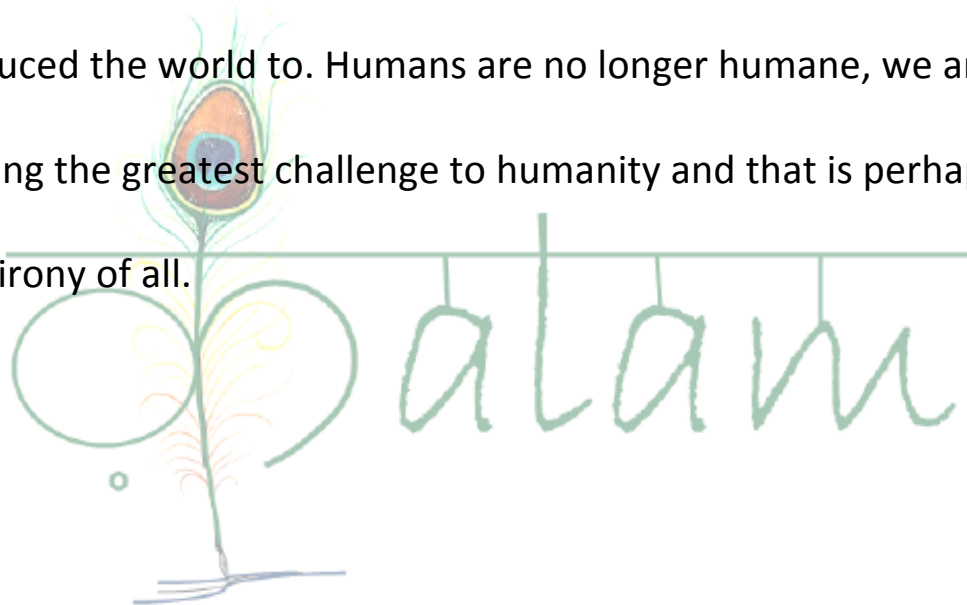 uced the world to. Humans are no longer humane, we a
ng the greatest challenge to humanity and that is perha
irony of all.
alam